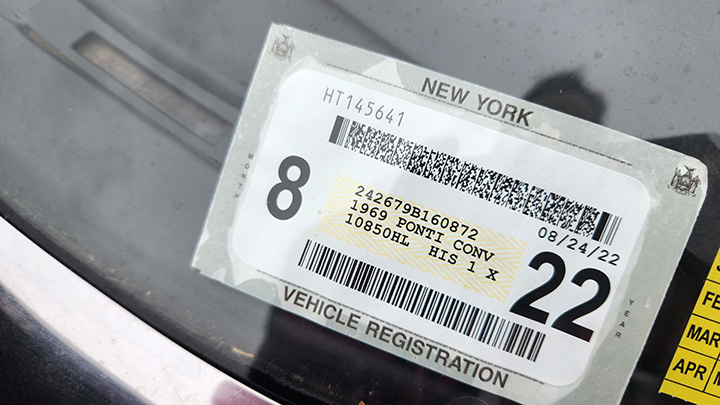 NEW YORK
HT145641
MONTH
8
242679B160872
1969 PONTI CONV
10850HL HIS 1 X
08/24/22
22
YEAR
VEHICLE REGISTRATION
FE
MAR
APR